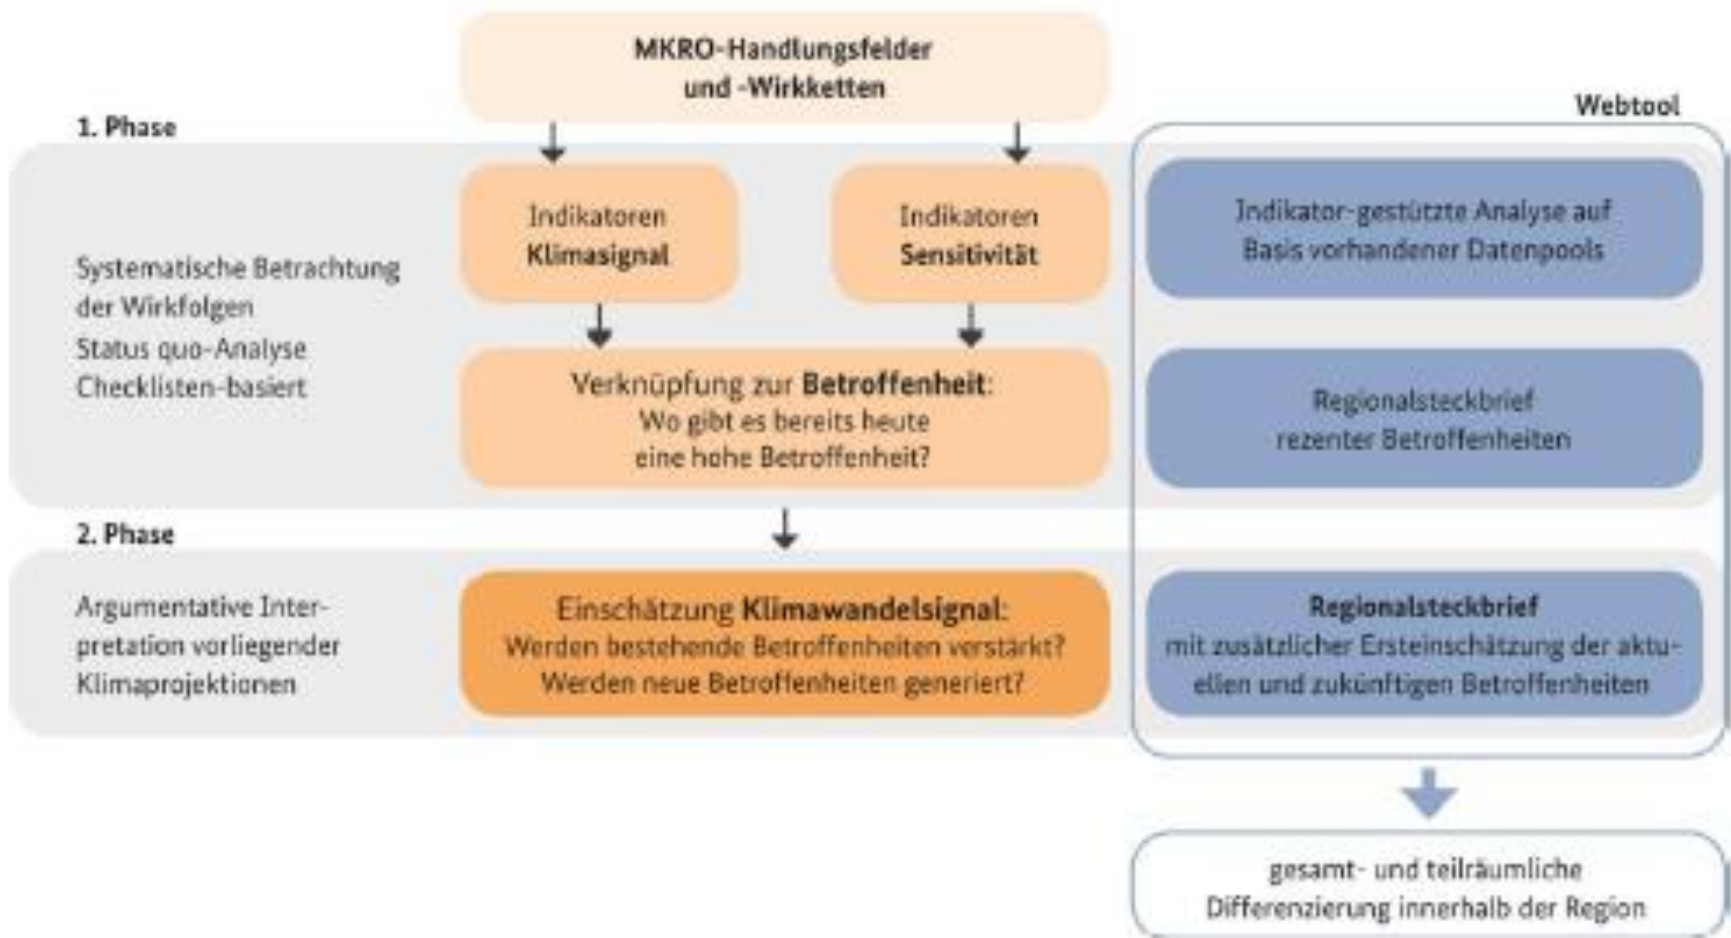 MKRO-Handlungsfelder
und -Wirkketten
Webtool
1. Phase
Systematische Betrachtung
der Wirkfolgen
Status quo-Analyse
Checklisten-basiert
Indikatoren
Klimasignal
Indikatoren
Sensitivität
Indikator-gestützte Analyse auf
Basis vorhandener Datenpools
Verknüpfung zur Betroffenheit:
Wo gibt es bereits heute
eine hohe Betroffenheit?
Regionalsteckbrief
rezenter Betroffenheiten
2. Phase
Argumentative Inter-
pretation vorliegender
Klimaprojektionen
Einschätzung Klimawandelsignal:
Werden bestehende Betroffenheiten verstärkt?
Werden neue Betroffenheiten generiert?
Regionalsteckbrief
mit zusätzlicher Ersteinschätzung der aktu-
ellen und zukünftigen Betroffenheiten
gesamt- und teilräumliche
Differenzierung innerhalb der Region